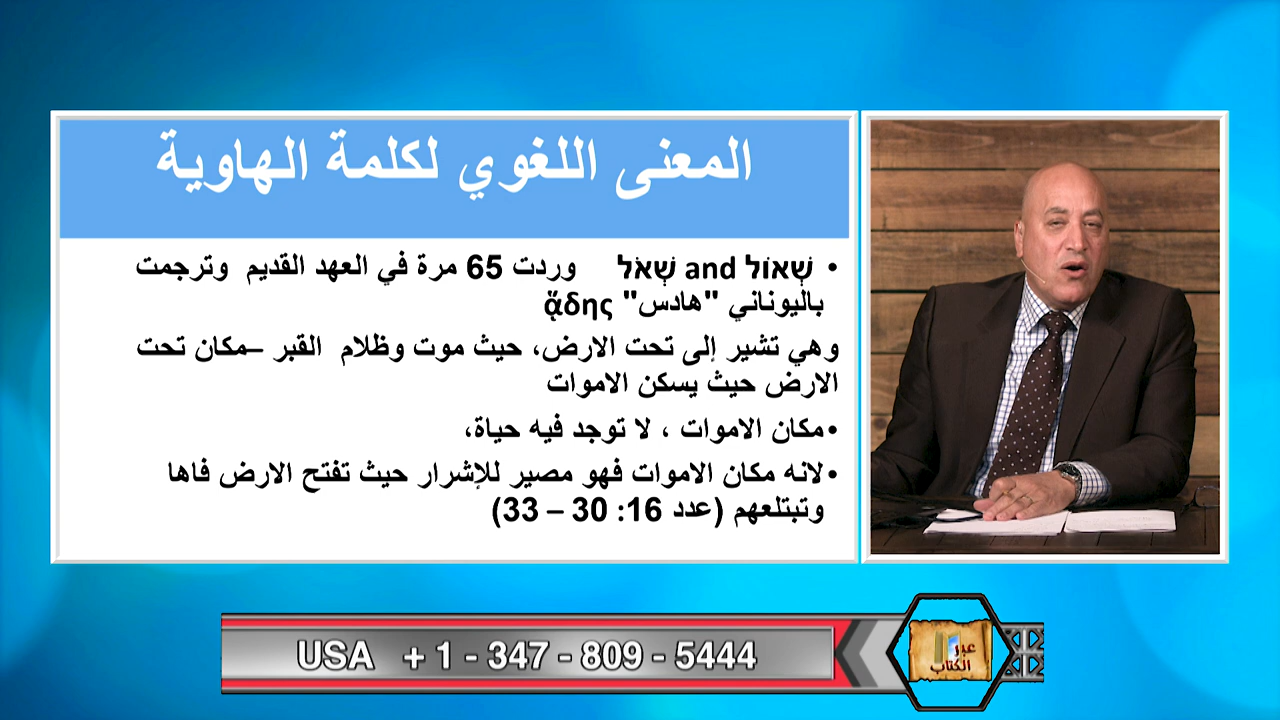 المعنى اللغوي لكلمة الهاوية
• שְׁאוֹל and שְׁאֹל وردت 65 مرة في العهد القديم وترجمت
باليوناني "هادس" ᾅδης
وهي تشير إلى تحت الارض، حيث موت وظلام القبر –مكان تحت
الارض حيث يسكن الاموات
•مكان الاموات ، لا توجد فيه حياة،
•لانه مكان الاموات فهو مصير للإشرار حيث تفتح الارض فاها
وتبتلعهم (عدد 16: 30 – 33)
USA + 1 - 347 - 809 - 5444
عبر
الكتاب